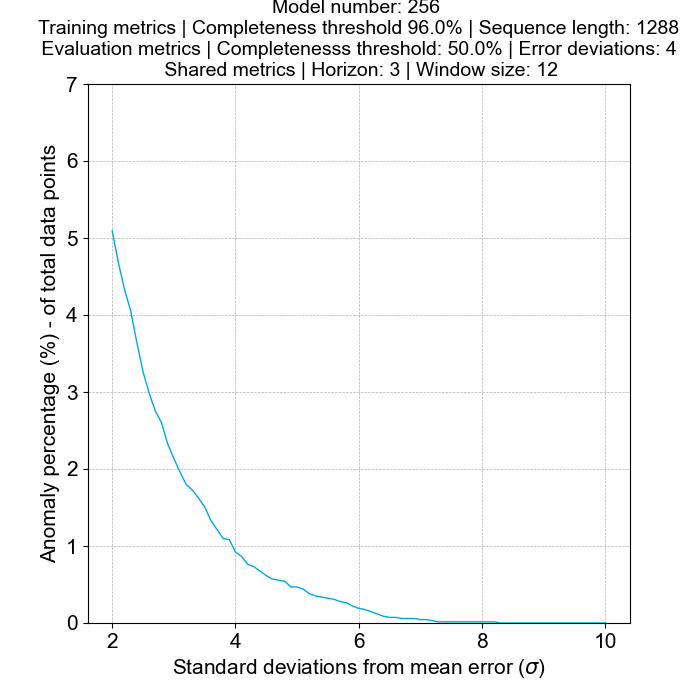 Model number: 256
Training metrics | Completeness threshold 96.0% | Sequence length: 1288
Evaluation metrics | Completenesss threshold: 50.0% | Error deviations: 4
Shared metrics | Horizon: 3 | Window size: 12
7
6
5
4
3
2
1
0
Anomaly percentage (%) - of total data points
2 4 6 8 10
Standard deviations from mean error (σ)